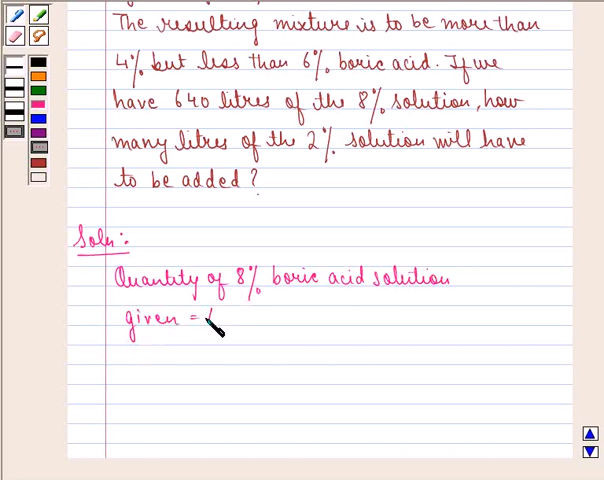 The resulting mixture is to be more than
4% but less than 6% boric acid. If we
have 640 litres of the 8% solution, how
many litres of the 2% solution will have
to be added?
Soln:
Quantity of 8% boric acid solution
given =